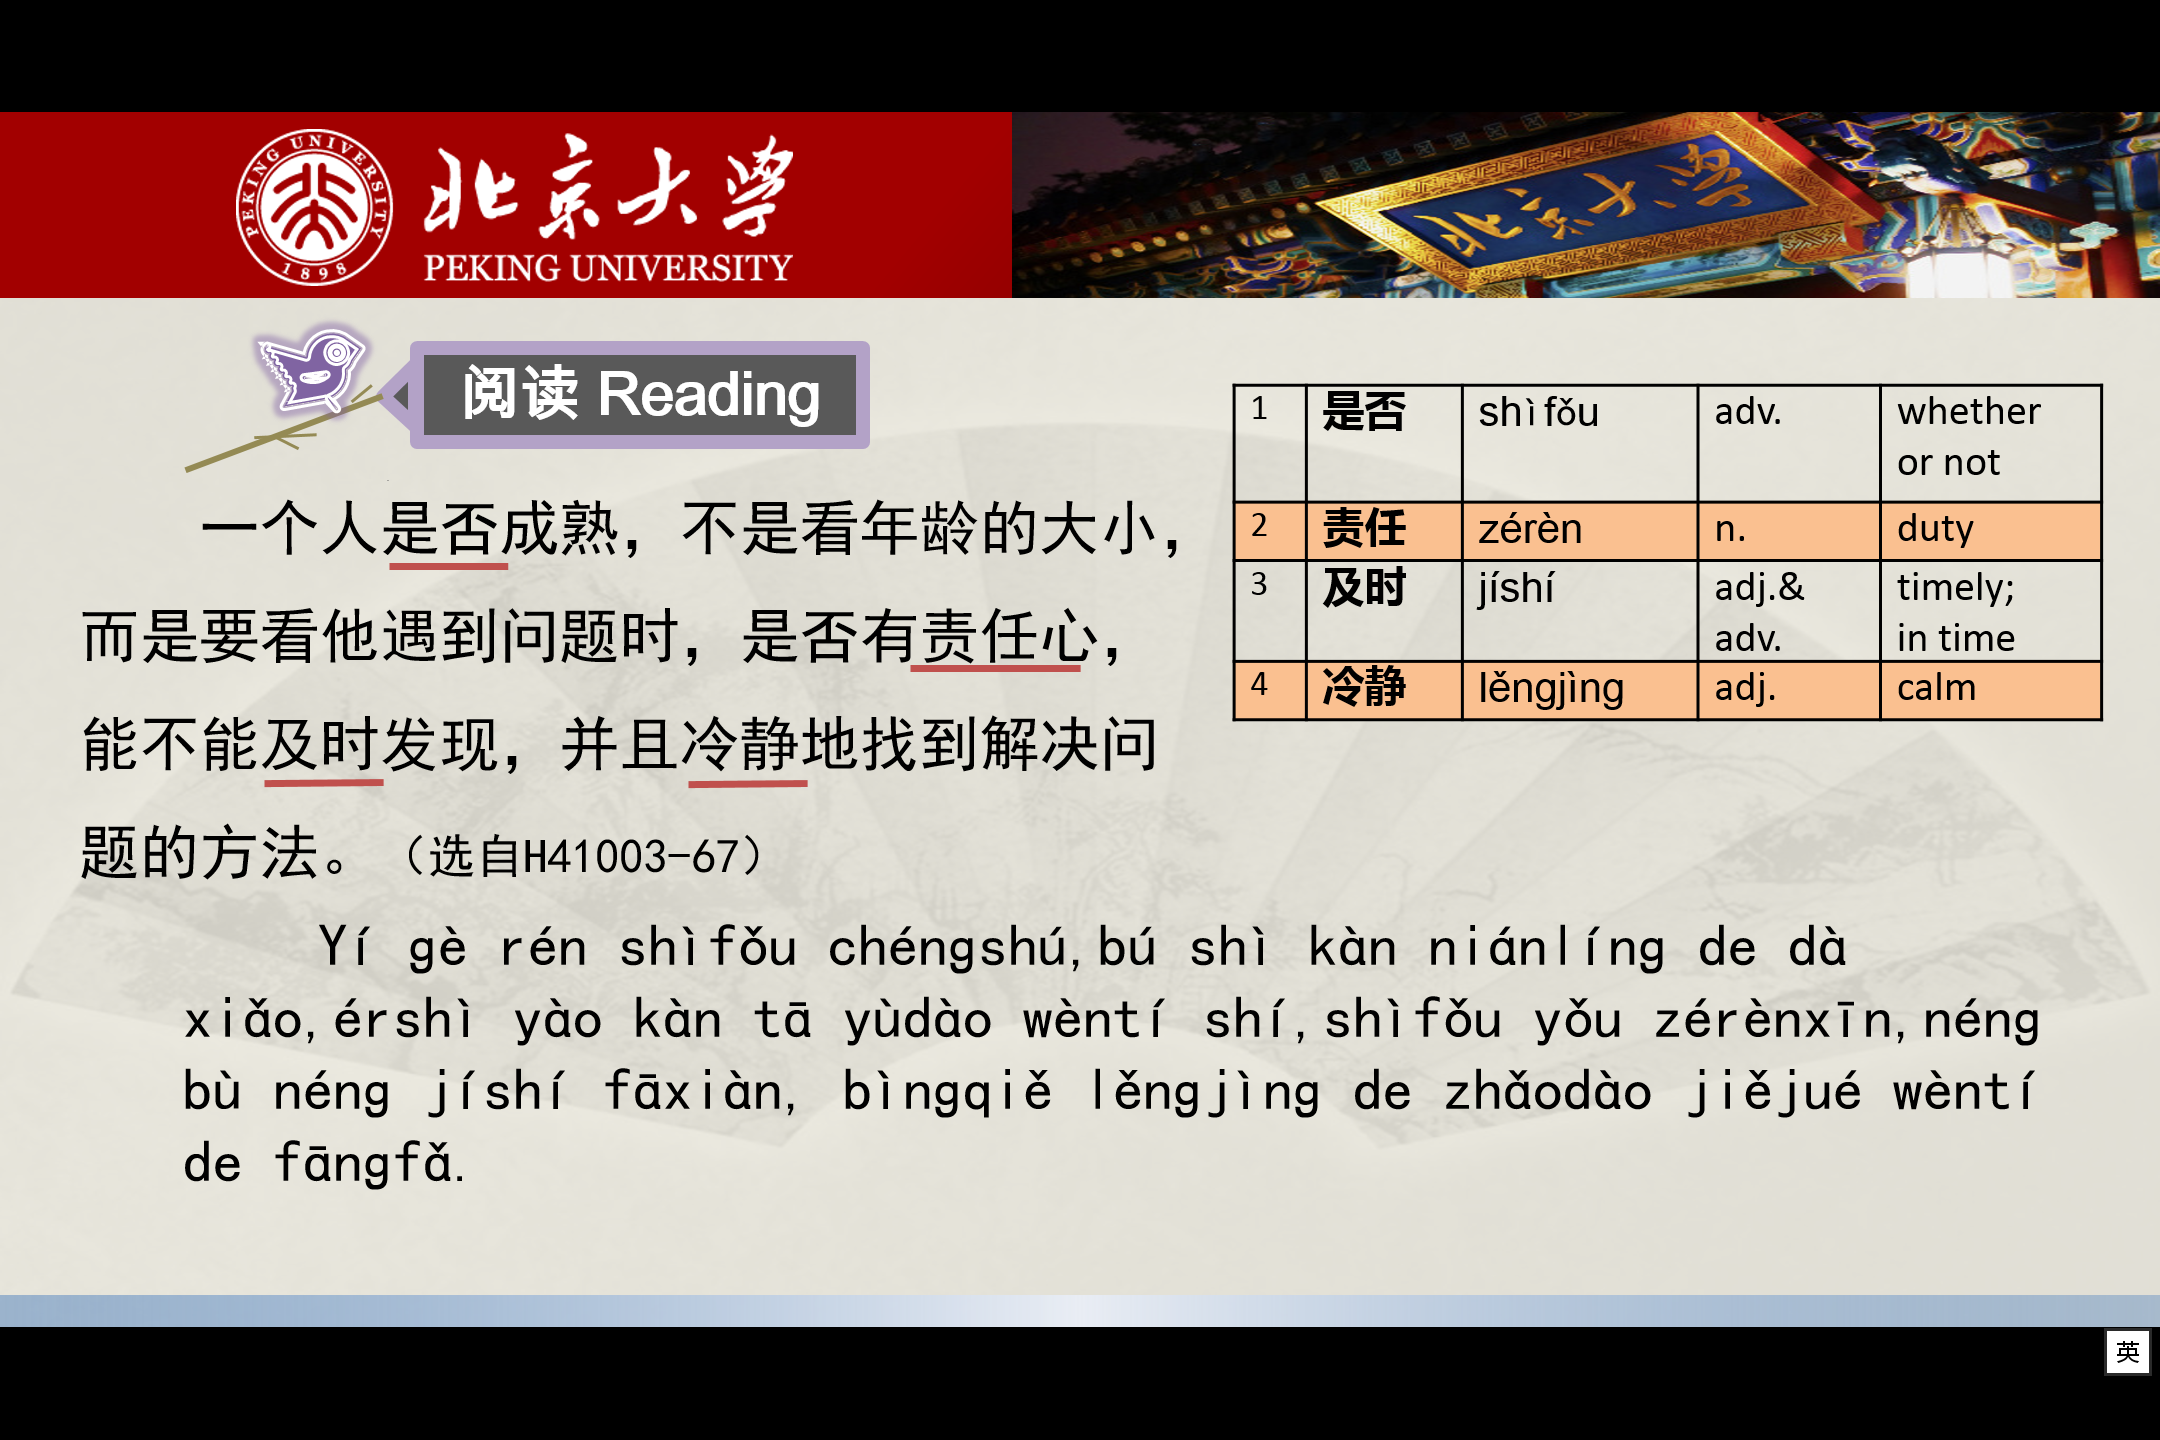 PEKING UNIVERSITY
1898
北京大学
PEKING UNIVERSITY
北京大学
阅读 Reading
一个人是否成熟，不是看年龄的大小，
而是要看他遇到问题时，是否有责任心，
能不能及时发现，并且冷静地找到解决问
题的方法。（选自H41003-67）
1 是否 shìfǒu adv. whether
or not
2 责任 zérèn n. duty
3 及时 jíshí adj.& timely;
adv. in time
4 冷静 lěngjìng adj. calm
Yí gè rén shìfǒu chéngshú,bú shì kàn niánlíng de dà
xiǎo,érshì yào kàn tā yùdào wèntí shí,shìfǒu yǒu zérènxīn,néng
bù néng jíshí fāxiàn, bìngqiě lěngjìng de zhǎodào jiějué wèntí
de fāngfǎ.
英